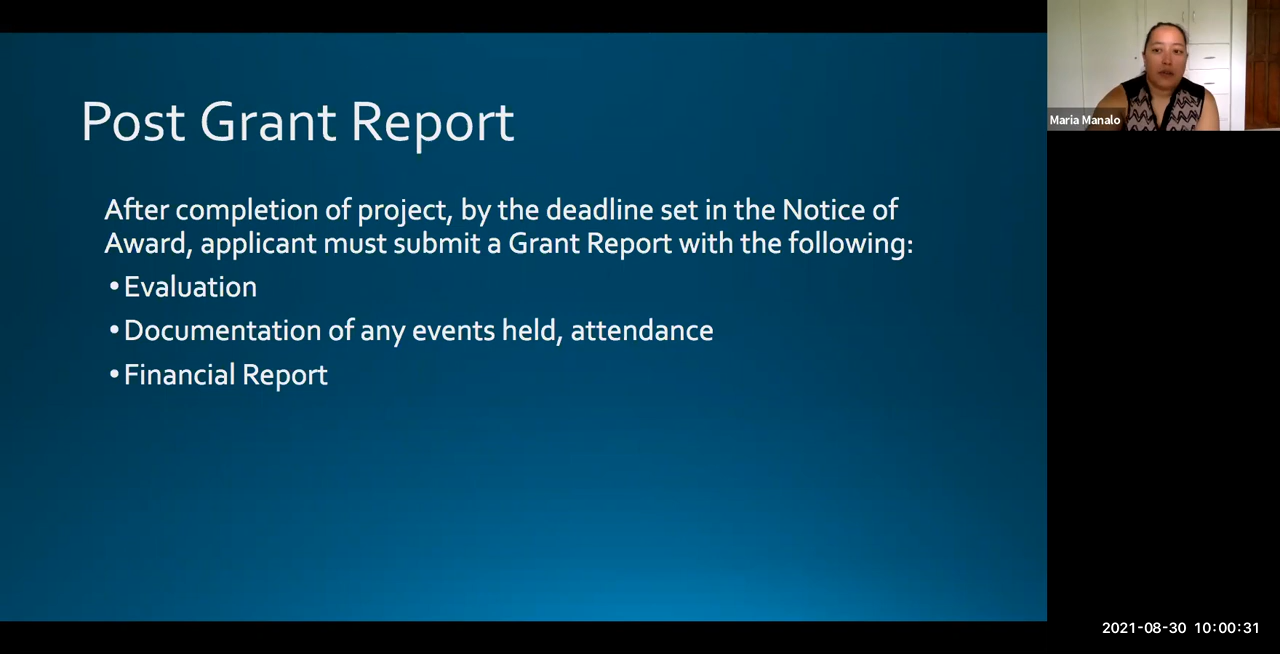 Post Grant Report
After completion of project, by the deadline set in the Notice of
Award, applicant must submit a Grant Report with the following:
•Evaluation
•Documentation of any events held, attendance
•Financial Report
Maria Manalo
2021-08-30 10:00:31